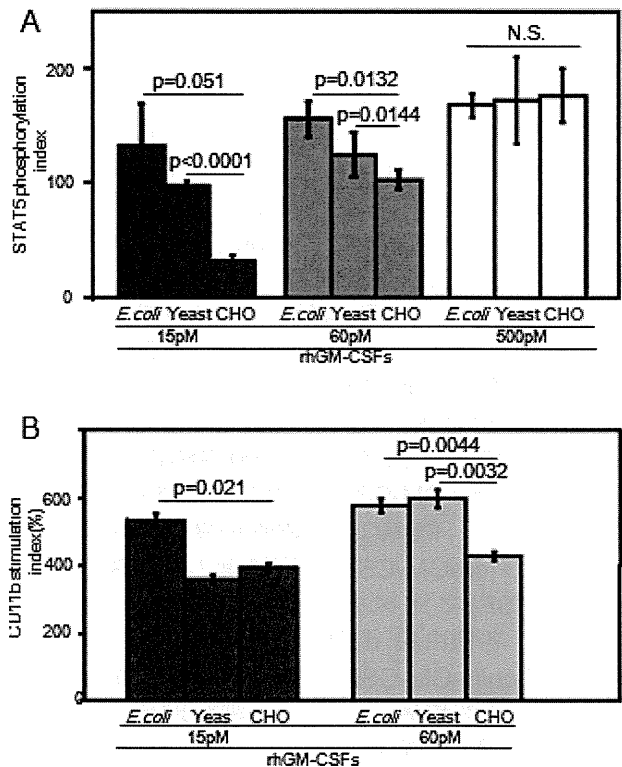 A
STAT5 phosphorylation
index
200
100
0
p=0.051
p<0.0001
p=0.0132
p=0.0144
N.S.
E.coli Yeast CHO
E.coli Yeast CHO
E.coli Yeast CHO
15pM
60pM
500pM
rhGM-CSFs
B
CD11b stimulation
index(%)
600
400
200
0
p=0.021
p=0.0044
p=0.0032
E.coli Yeas CHO
E.coli Yeast CHO
15pM
60pM
rhGM-CSFs